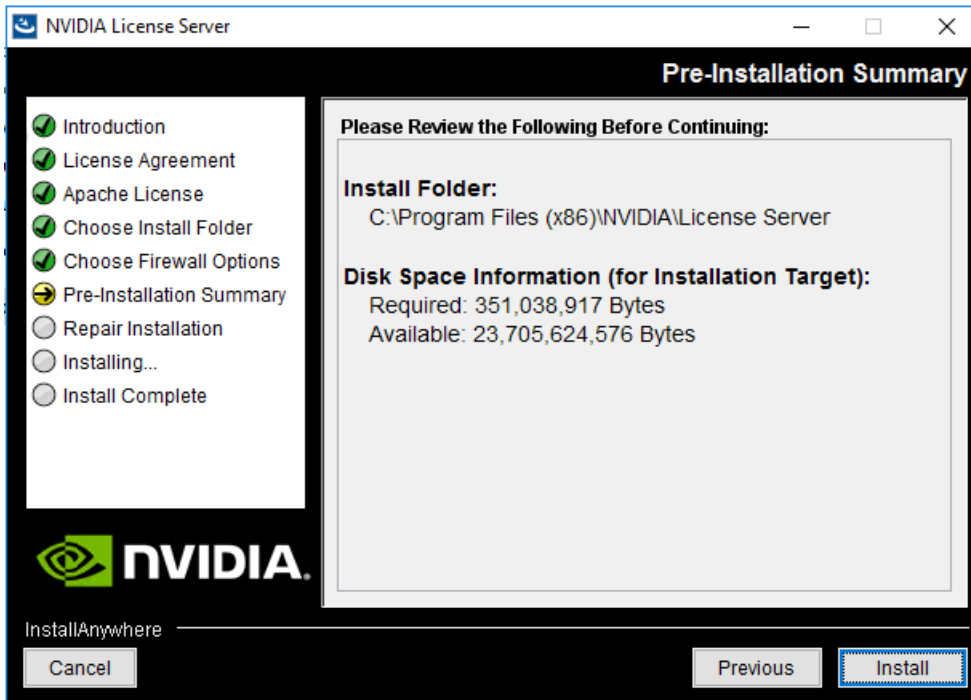 NVIDIA License Server
Pre-Installation Summary
Introduction
License Agreement
Apache License
Choose Install Folder
Choose Firewall Options
Pre-Installation Summary
Repair Installation
Installing...
Install Complete
Please Review the Following Before Continuing:
Install Folder:
C:\Program Files (x86)\NVIDIA\License Server
Disk Space Information (for Installation Target):
Required: 351,038,917 Bytes
Available: 23,705,624,576 Bytes
NVIDIA.
InstallAnywhere
Cancel
Previous
Install